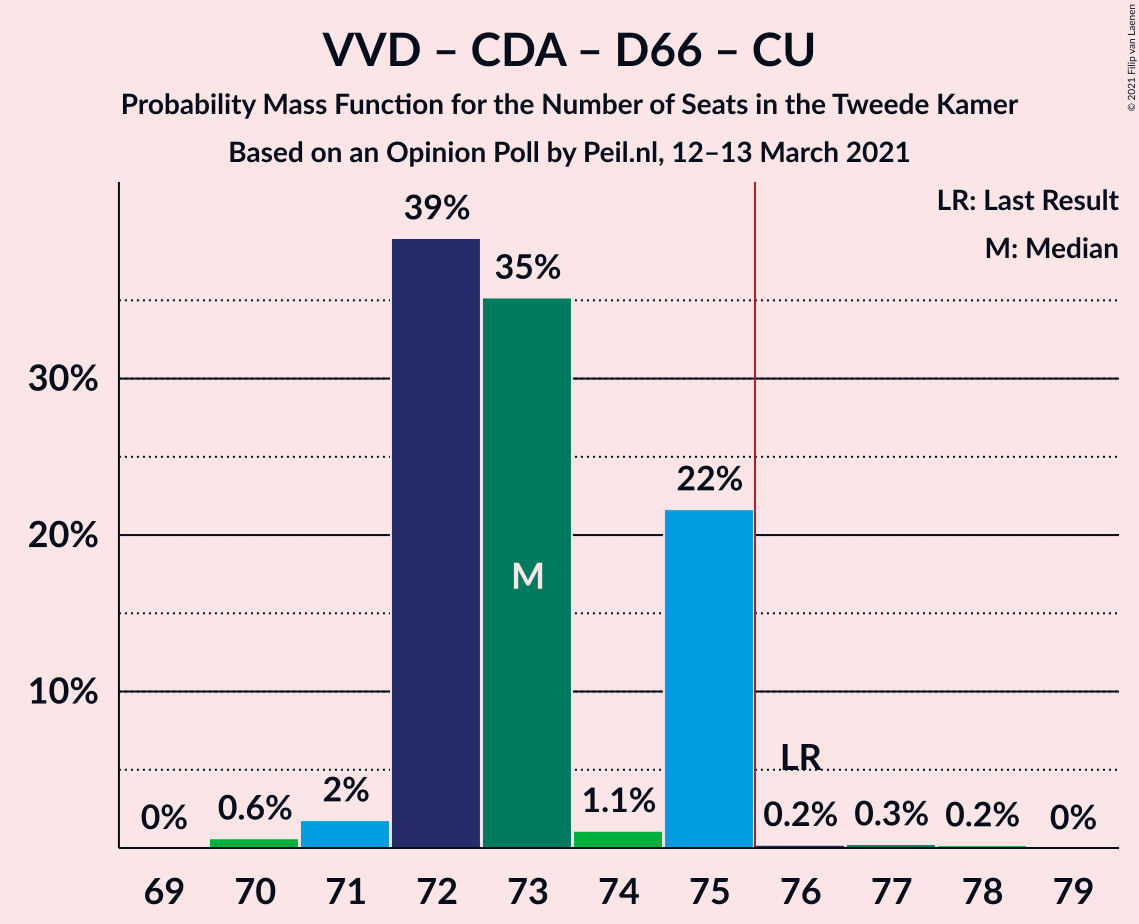 VVD – CDA – D66 – CU
Probability Mass Function for the Number of Seats in the Tweede Kamer
Based on an Opinion Poll by Peil.nl, 12–13 March 2021
© 2021 Filip van Laenen
LR: Last Result
M: Median
30%
20%
10%
0%
0.6%
2%
39%
35%
M
1.1%
22%
LR
0.2%
0.3%
0.2%
0%
69 70 71 72 73 74 75 76 77 78 79